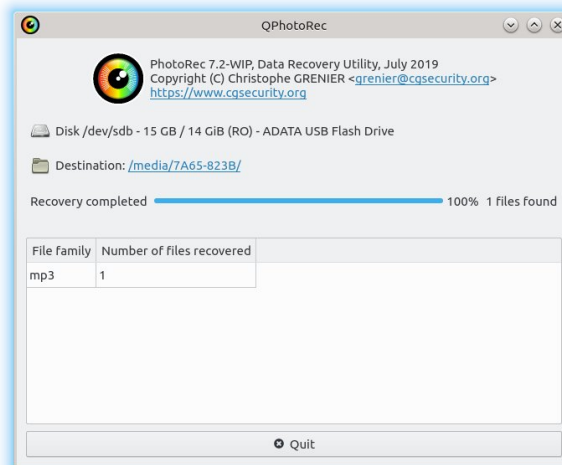 QPhotoRec
PhotoRec 7.2-WIP, Data Recovery Utility, July 2019
Copyright (C) Christophe GRENIER <grenier@cgsecurity.org>
https://www.cgsecurity.org
Disk /dev/sdb - 15 GB / 14 GiB (RO) - ADATA USB Flash Drive
Destination: /media/7A65-823B/
Recovery completed 100% 1 files found
File family Number of files recovered
mp3 1
Quit